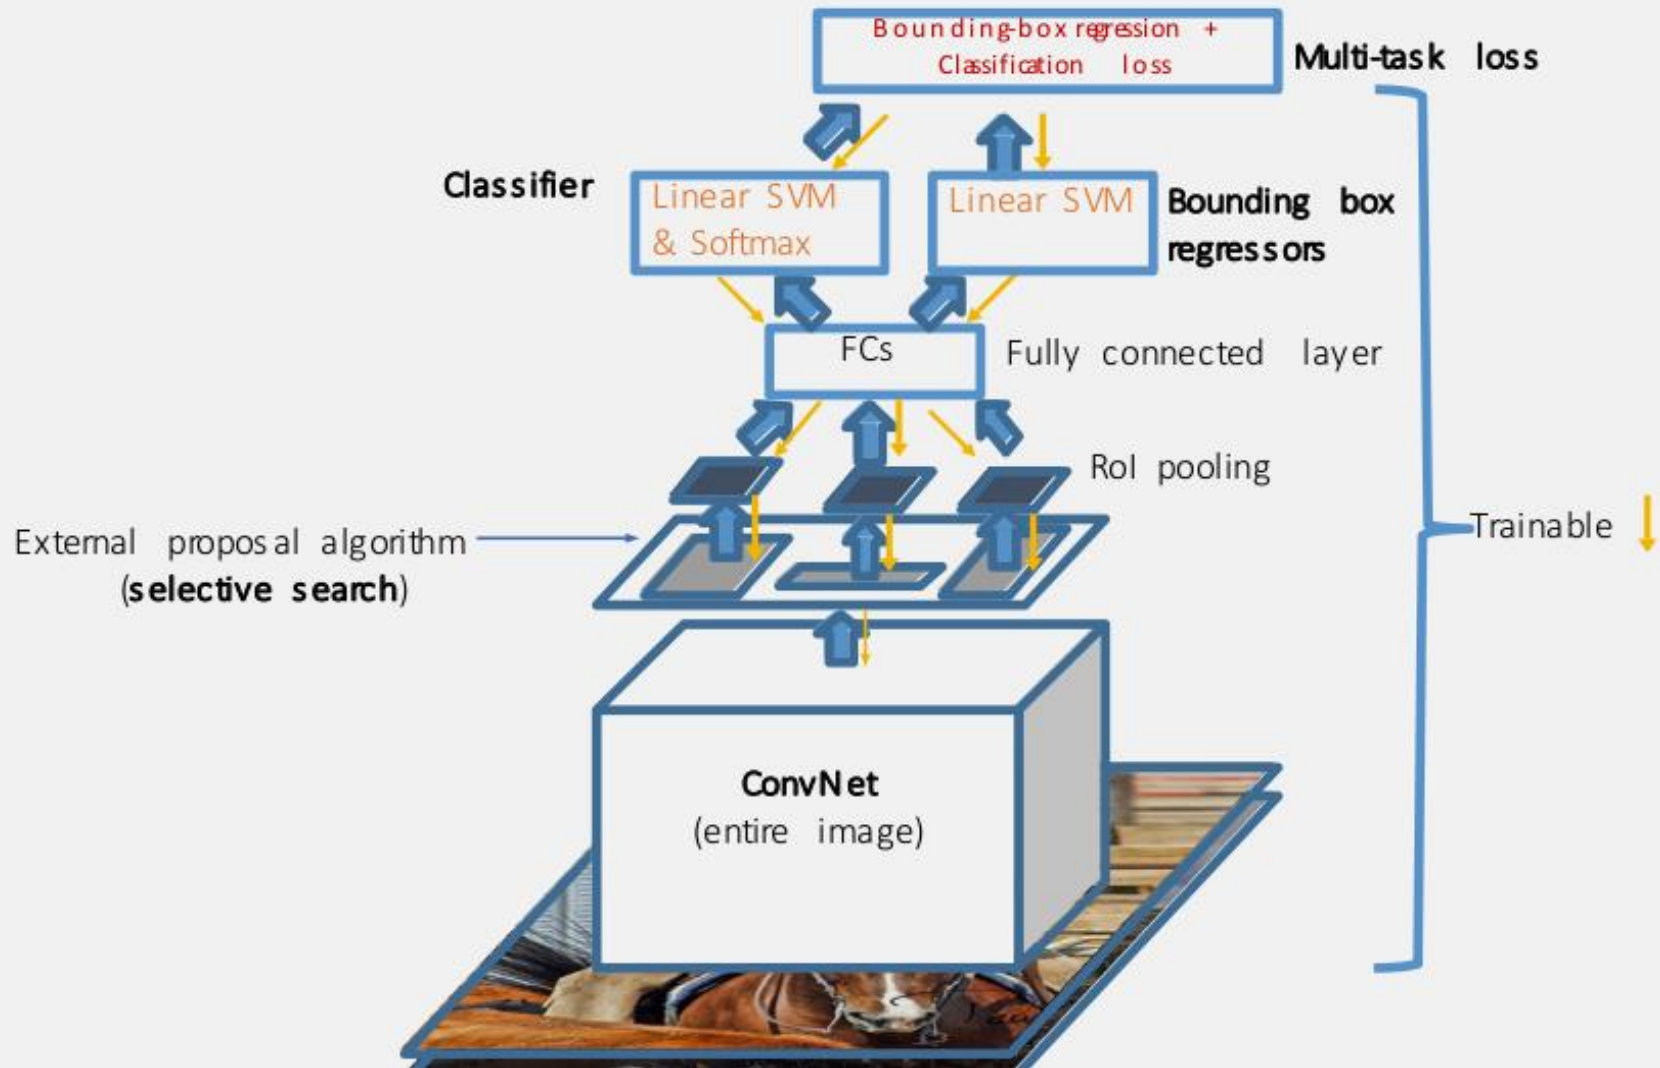 Bounding-box regression +
Classification loss
Multi-task loss
Classifier
Linear SVM
& Softmax
Linear SVM
Bounding box
regressors
FCs
Fully connected layer
RoI pooling
External proposal algorithm
(selective search)
Trainable
ConvNet
(entire image)